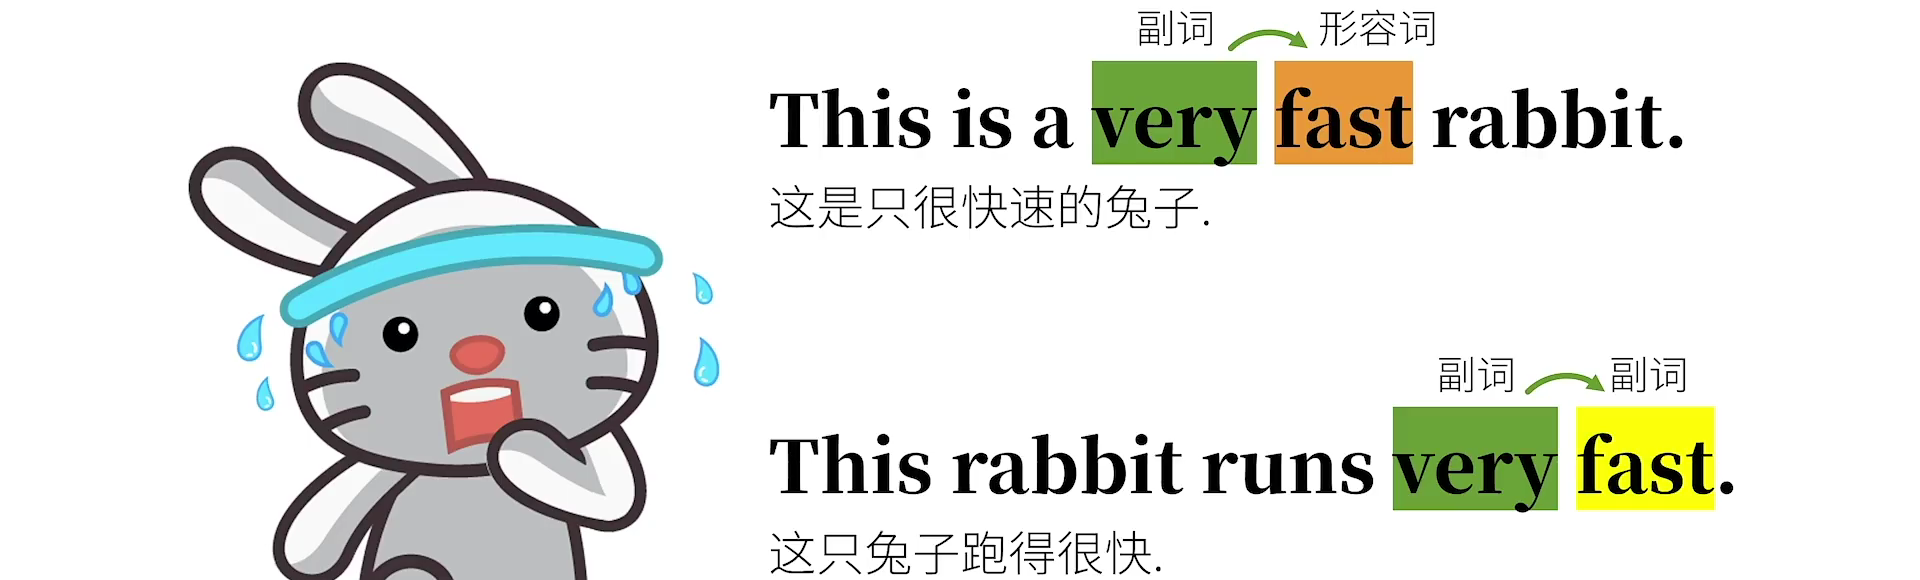 副词 形容词
This is a very fast rabbit.
这是只很快速的兔子.
副词 副词
This rabbit runs very fast.
这只兔子跑得很快.